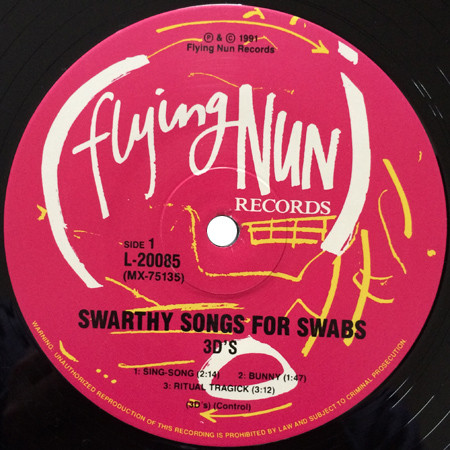 ℗ & © 1991
Flying Nun Records
(flying NUN)
RECORDS
SIDE 1
L-20085
(MX-75135)
SWARTHY SONGS FOR SWABS
3D'S
1: SING-SONG (2:14) 2: BUNNY (1:47)
3: RITUAL TRAGICK (3:12)
(3D's) (Control)
WARNING: UNAUTHORIZED REPRODUCTION OF THIS RECORDING IS PROHIBITED BY LAW AND SUBJECT TO CRIMINAL PROSECUTION